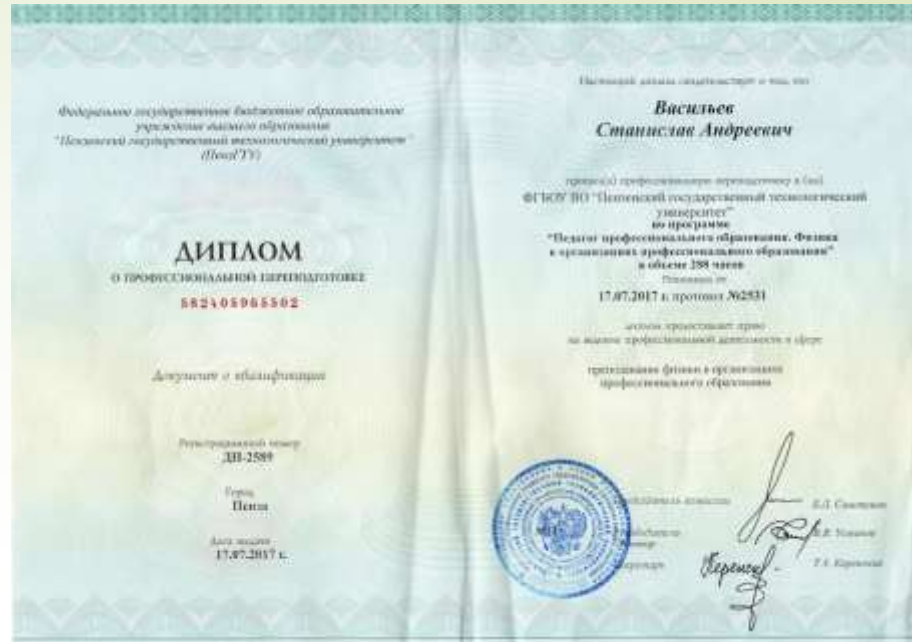 Федеральное государственное бюджетное образовательное
учреждение высшего образования
"Пензенский государственный технологический университет"
(ПензГТУ)
ДИПЛОМ
О ПРОФЕССИОНАЛЬНОЙ ПЕРЕПОДГОТОВКЕ
582405965502
Документ о квалификации
Регистрационный номер
ДП-2589
Город
Пенза
Дата выдачи
17.07.2017 г.
Настоящий диплом свидетельствует о том, что
Васильев
Станислав Андреевич
прошел(а) профессиональную переподготовку в (на)
ФГБОУ ВО "Пензенский государственный технологический
университет"
по программе
"Педагог профессионального образования. Физика
в организациях профессионального образования"
в объеме 288 часов
Решением от
17.07.2017 г. протокол №2531
диплом предоставляет право
на ведение профессиональной деятельности в сфере
преподавания физики в организациях
профессионального образования
Председатель комиссии
Руководитель
Секретарь